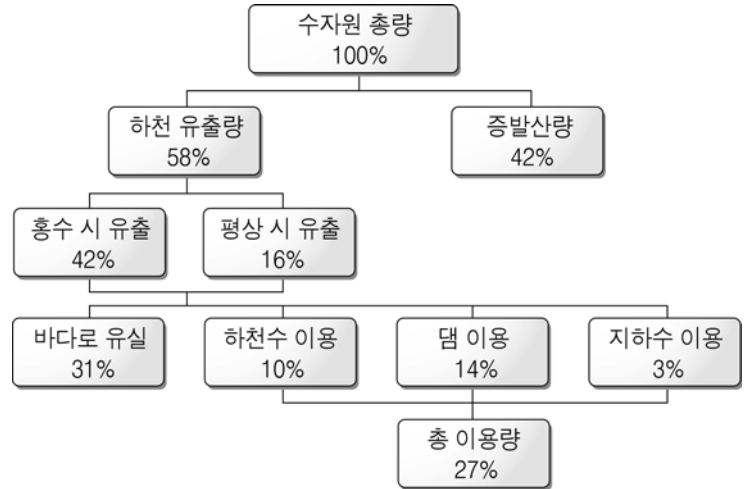 수자원 총량
100%
하천 유출량
58%
증발산량
42%
홍수 시 유출
42%
평상 시 유출
16%
바다로 유실
31%
하천수 이용
10%
댐 이용
14%
지하수 이용
3%
총 이용량
27%